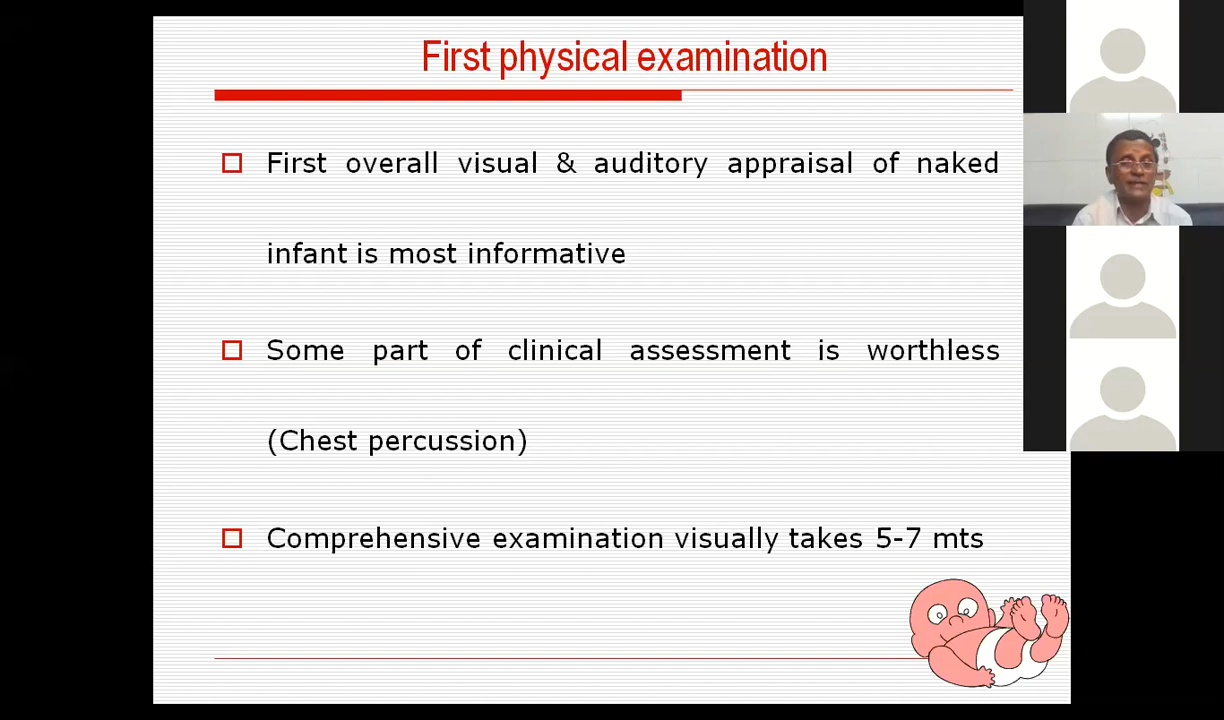 First physical examination
First overall visual & auditory appraisal of naked
infant is most informative
Some part of clinical assessment is worthless
(Chest percussion)
Comprehensive examination visually takes 5-7 mts